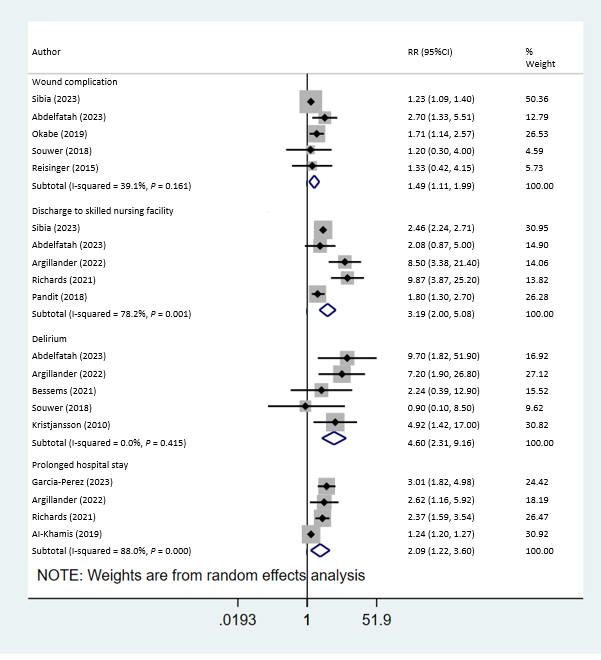 Author RR (95%CI) %
Weight
Wound complication
Sibia (2023) 1.23 (1.09, 1.40) 50.36
Abdelfatah (2023) 2.70 (1.33, 5.51) 12.79
Okabe (2019) 1.71 (1.14, 2.57) 26.53
Souwer (2018) 1.20 (0.30, 4.00) 4.59
Reisinger (2015) 1.33 (0.42, 4.15) 5.73
Subtotal (I-squared = 39.1%, P = 0.161) 1.49 (1.11, 1.99) 100.00
Discharge to skilled nursing facility
Sibia (2023) 2.46 (2.24, 2.71) 30.95
Abdelfatah (2023) 2.08 (0.87, 5.00) 14.90
Argillander (2022) 8.50 (3.38, 21.40) 14.06
Richards (2021) 9.87 (3.87, 25.20) 13.82
Pandit (2018) 1.80 (1.30, 2.70) 26.28
Subtotal (I-squared = 78.2%, P = 0.001) 3.19 (2.00, 5.08) 100.00
Delirium
Abdelfatah (2023) 9.70 (1.82, 51.90) 16.92
Argillander (2022) 7.20 (1.90, 26.80) 27.12
Bessems (2021) 2.24 (0.39, 12.90) 15.52
Souwer (2018) 0.90 (0.10, 8.50) 9.62
Kristjansson (2010) 4.92 (1.42, 17.00) 30.82
Subtotal (I-squared = 0.0%, P = 0.415) 4.60 (2.31, 9.16) 100.00
Prolonged hospital stay
Garcia-Perez (2023) 3.01 (1.82, 4.98) 24.42
Argillander (2022) 2.62 (1.16, 5.92) 18.19
Richards (2021) 2.37 (1.59, 3.54) 26.47
AI-Khamis (2019) 1.24 (1.20, 1.27) 30.92
Subtotal (I-squared = 88.0%, P = 0.000) 2.09 (1.22, 3.60) 100.00
NOTE: Weights are from random effects analysis
.0193 1 51.9